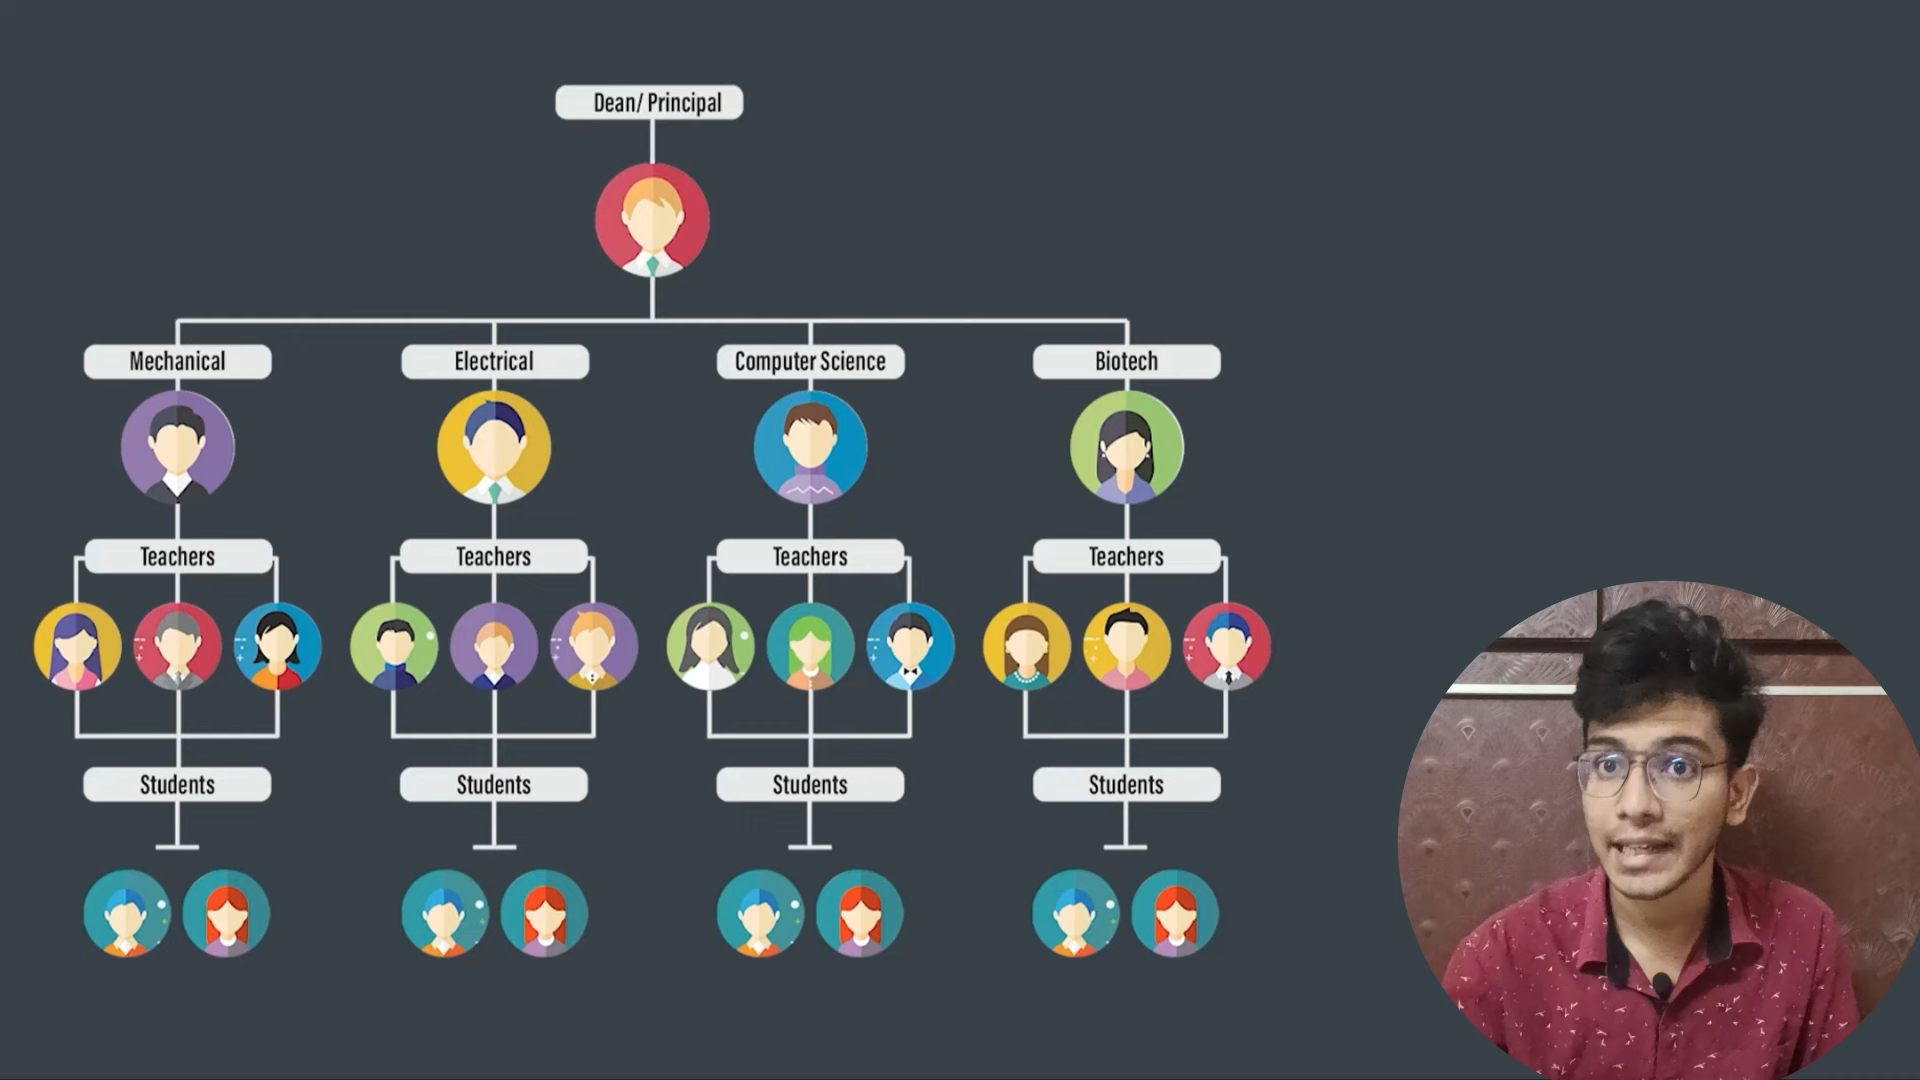 Dean/ Principal
Mechanical
Electrical
Computer Science
Biotech
Teachers
Teachers
Teachers
Teachers
Students
Students
Students
Students